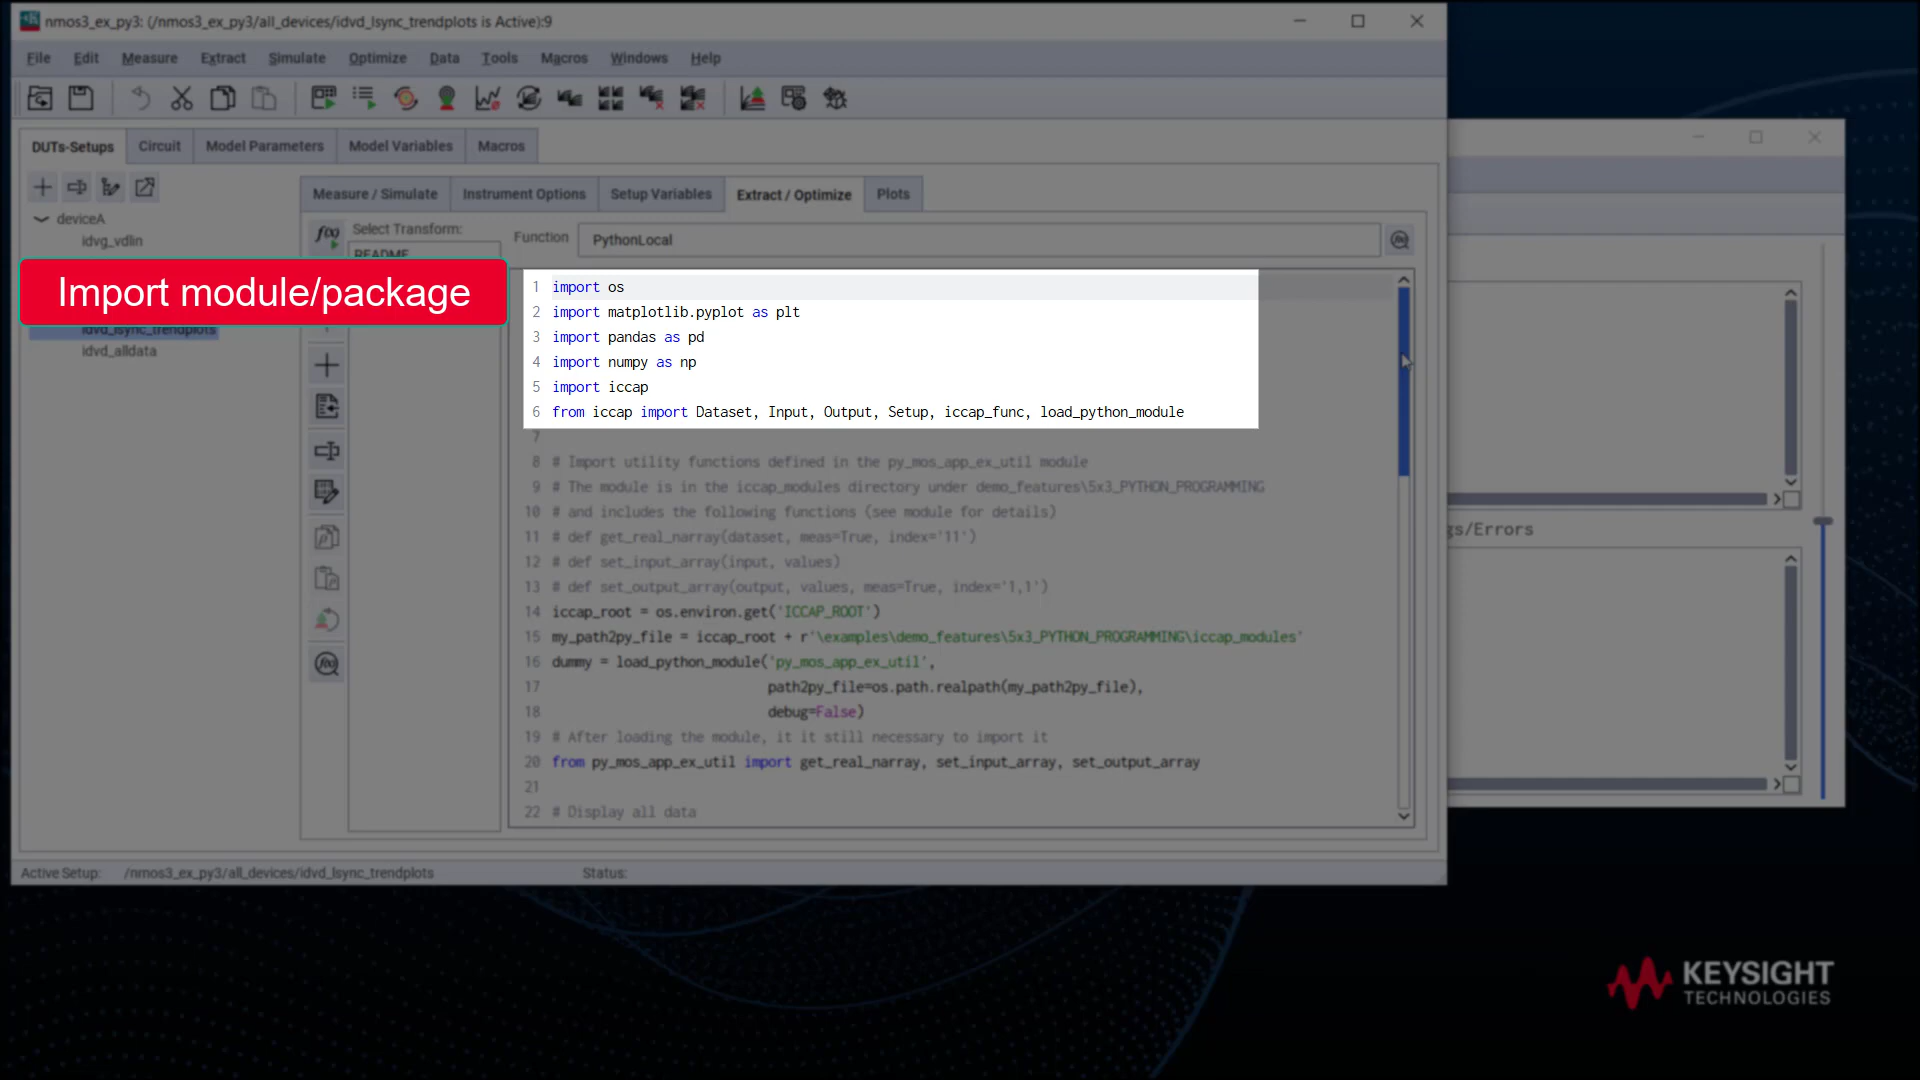 nmos3_ex_py3: (/nmos3_ex_py3/all_devices/idvd_lsync_trendplots is Active):9
File Edit Measure Extract Simulate Optimize Data Tools Macros Windows Help
DUTs-Setups Circuit Model Parameters Model Variables Macros
Measure / Simulate Instrument Options Setup Variables Extract / Optimize Plots
deviceA
idvg_vdlin
Import module/package
idvd_lsync_trendplots
idvd_alldata
Select Transform:
README
Function PythonLocal
1 import os
2 import matplotlib.pyplot as plt
3 import pandas as pd
4 import numpy as np
5 import iccap
6 from iccap import Dataset, Input, Output, Setup, iccap_func, load_python_module
7
8 # Import utility functions defined in the py_mos_app_ex_util module
9 # The module is in the iccap_modules directory under demo_features\5x3_PYTHON_PROGRAMMING
10 # and includes the following functions (see module for details)
11 # def get_real_narray(dataset, meas=True, index='11')
12 # def set_input_array(input, values)
13 # def set_output_array(output, values, meas=True, index='1,1')
14 iccap_root = os.environ.get('ICCAP_ROOT')
15 my_path2py_file = iccap_root + r'\examples\demo_features\5x3_PYTHON_PROGRAMMING\iccap_modules'
16 dummy = load_python_module('py_mos_app_ex_util',
17 path2py_file=os.path.realpath(my_path2py_file),
18 debug=False)
19 # After loading the module, it it still necessary to import it
20 from py_mos_app_ex_util import get_real_narray, set_input_array, set_output_array
21
22 # Display all data
gs/Errors
Active Setup: /nmos3_ex_py3/all_devices/idvd_lsync_trendplots Status:
KEYSIGHT
TECHNOLOGIES